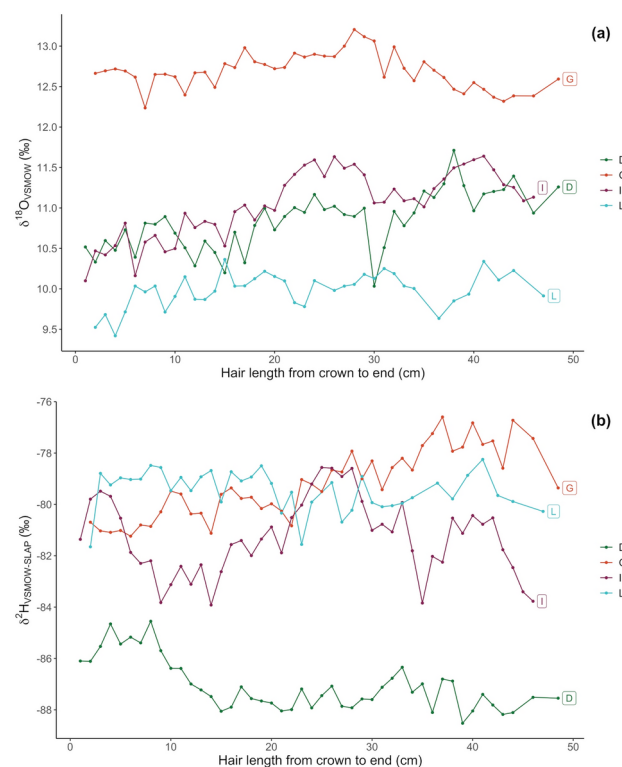 (a)
13.0
12.5
12.0
11.5
11.0
10.5
10.0
9.5
δ¹⁸O_VSMOW (‰)
G
I
D
L
D
I
L
0 10 20 30 40 50
Hair length from crown to end (cm)
(b)
-76
-78
-80
-82
-84
-86
-88
δ²H_VSMOW-SLAP (‰)
G
L
I
D
D
I
L
0 10 20 30 40 50
Hair length from crown to end (cm)